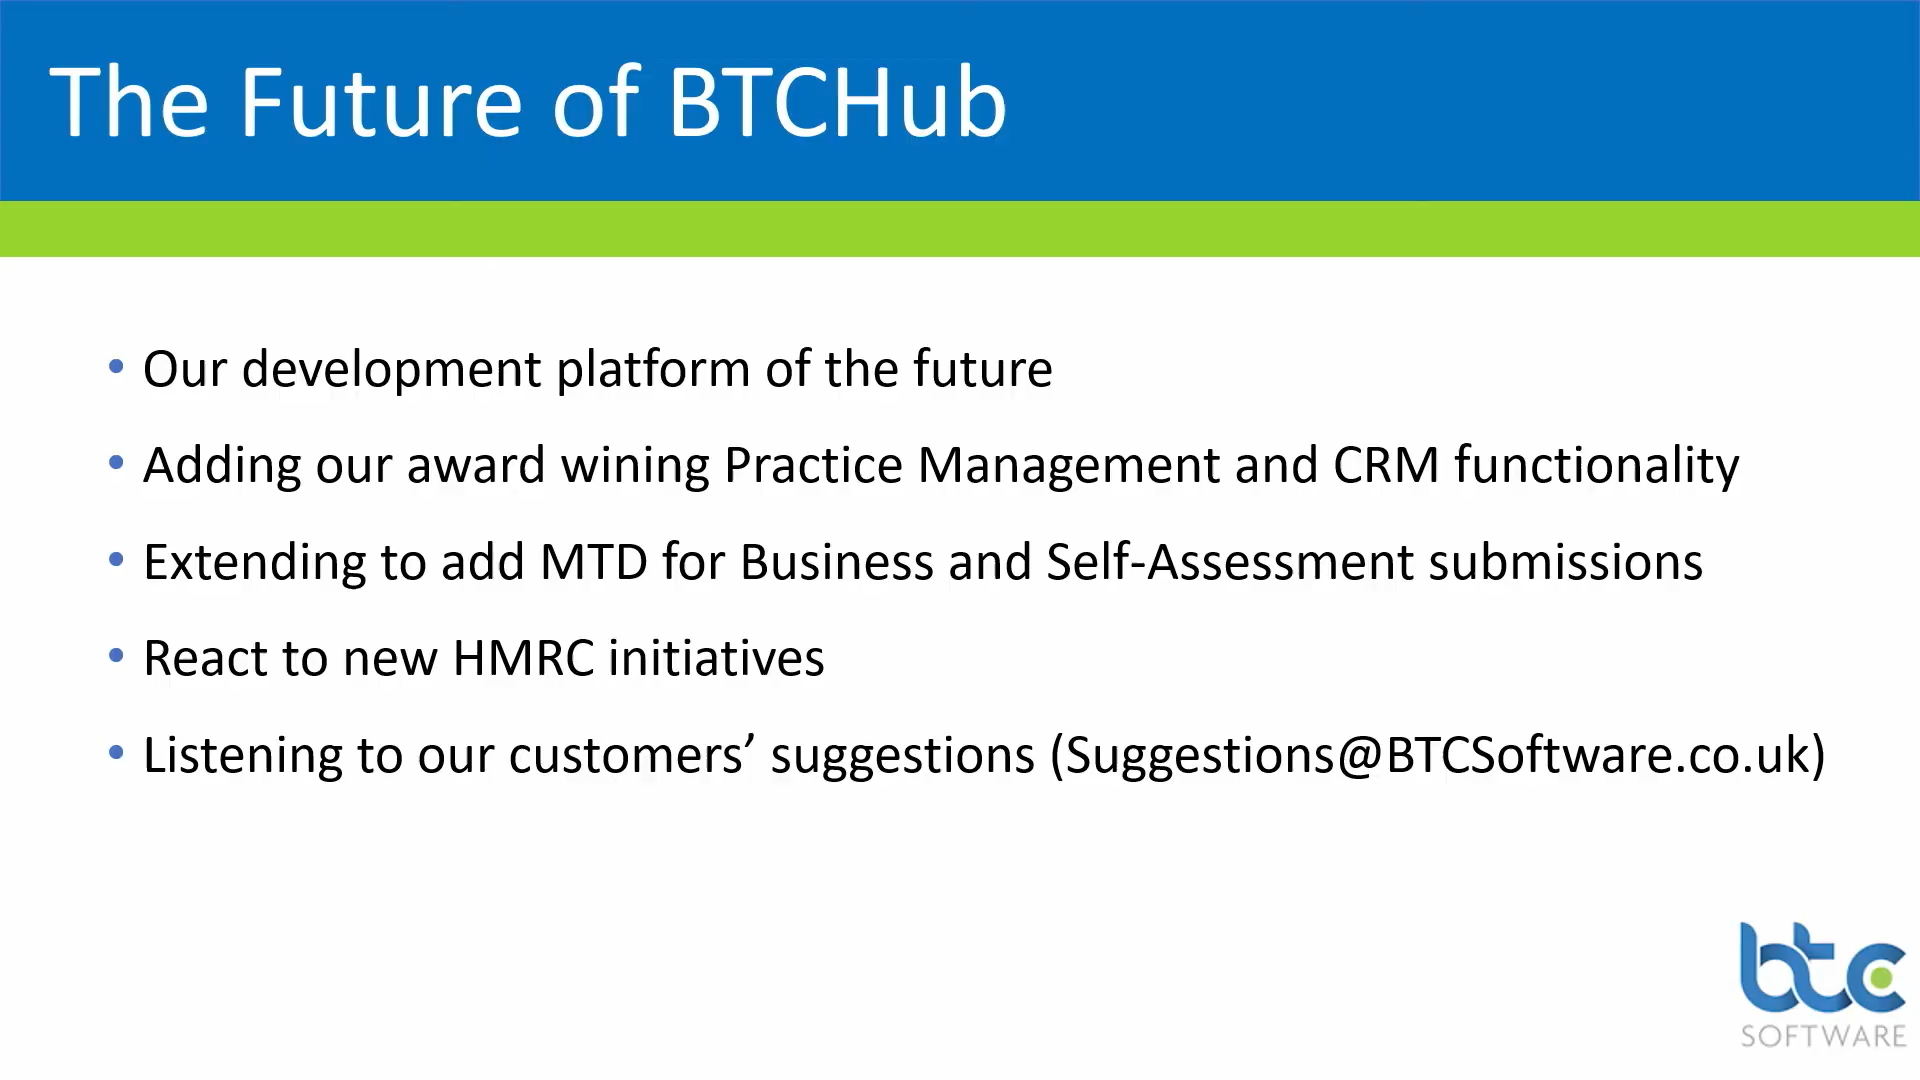 The Future of BTCHub
• Our development platform of the future
• Adding our award wining Practice Management and CRM functionality
• Extending to add MTD for Business and Self-Assessment submissions
• React to new HMRC initiatives
• Listening to our customers’ suggestions (Suggestions@BTCSoftware.co.uk)
btc
SOFTWARE